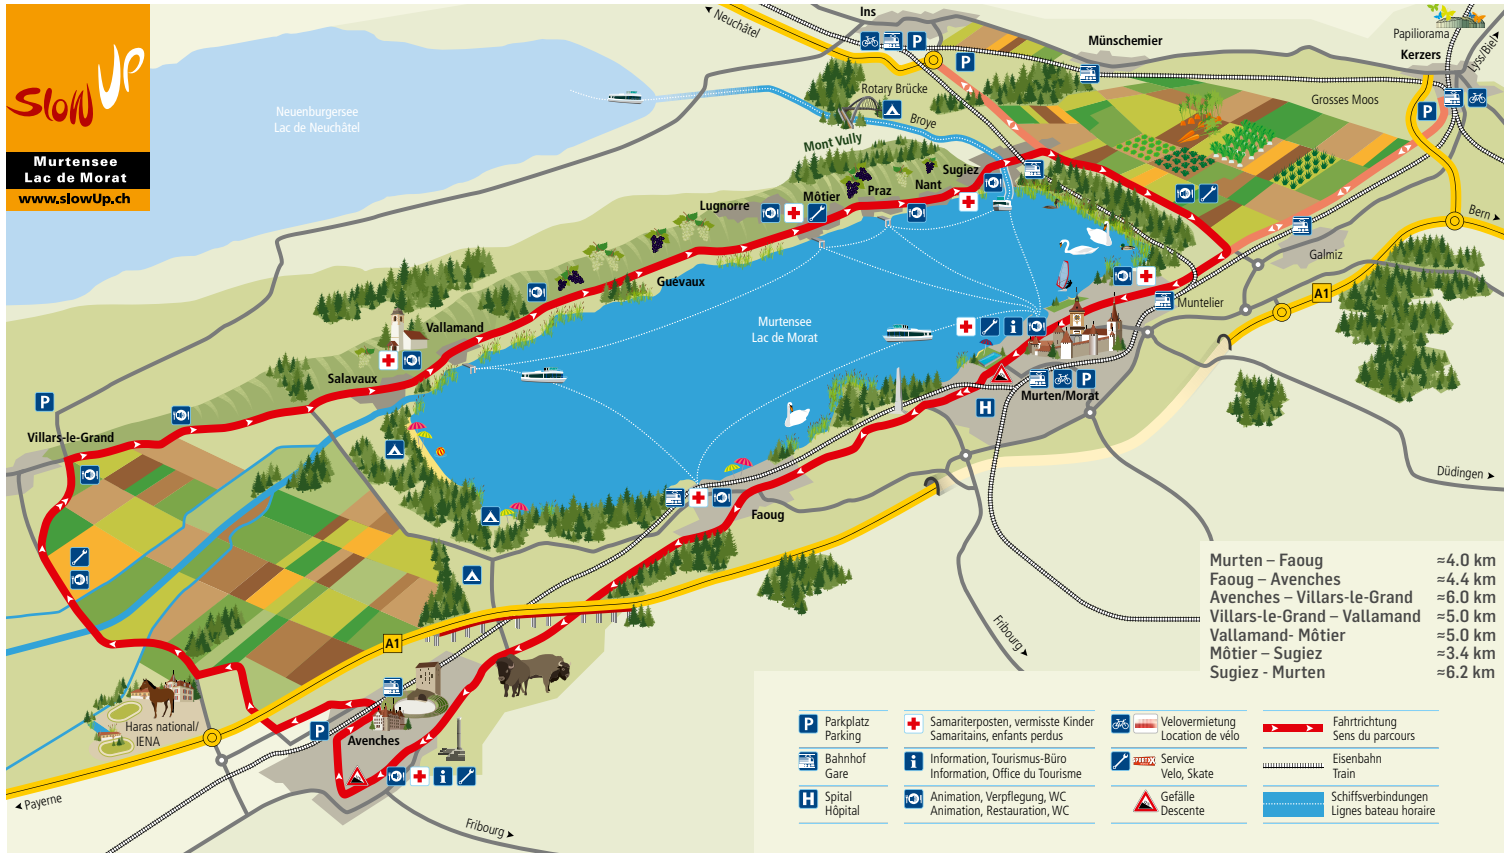 slowUp
Murtensee
Lac de Morat
www.slowUp.ch
Neuenburgersee
Lac de Neuchâtel
Neuchâtel
Ins
P
P
Münschemier
Papiliorama
Kerzers
Lyss/Biel
P
Grosses Moos
Rotary Brücke
Broye
Mont Vully
Sugiez
Nant
Praz
Môtier
Lugnorre
Bern
Galmiz
A1
Guévaux
Muntelier
Vallamand
Murtensee
Lac de Morat
i
Salavaux
P
Murten/Morat
H
P
Villars-le-Grand
Düdingen
Faoug
Fribourg
A1
Haras national/
IENA
P
Avenches
i
Payerne
Fribourg
Murten – Faoug ≈4.0 km
Faoug – Avenches ≈4.4 km
Avenches – Villars-le-Grand ≈6.0 km
Villars-le-Grand – Vallamand ≈5.0 km
Vallamand- Môtier ≈5.0 km
Môtier – Sugiez ≈3.4 km
Sugiez - Murten ≈6.2 km
P Parkplatz
Parking
Samariterposten, vermisste Kinder
Samaritains, enfants perdus
Velovermietung
Location de vélo
Fahrtrichtung
Sens du parcours
Bahnhof
Gare
i Information, Tourismus-Büro
Information, Office du Tourisme
Service
Velo, Skate
Eisenbahn
Train
H Spital
Hôpital
Animation, Verpflegung, WC
Animation, Restauration, WC
Gefälle
Descente
Schiffsverbindungen
Lignes bateau horaire